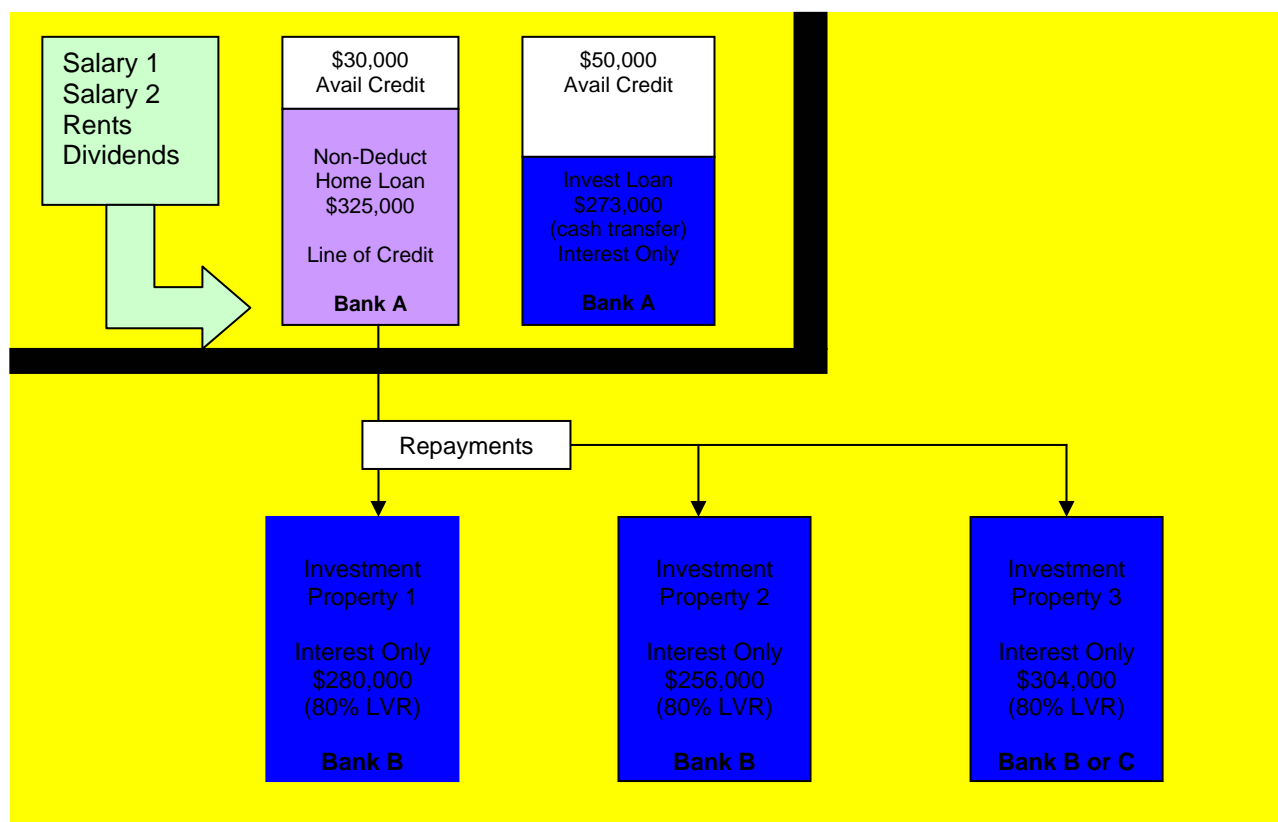 Salary 1
Salary 2
Rents
Dividends
$30,000
Avail Credit
Non-Deduct
Home Loan
$325,000
Line of Credit
Bank A
$50,000
Avail Credit
Invest Loan
$273,000
(cash transfer)
Interest Only
Bank A
Repayments
Investment
Property 1
Interest Only
$280,000
(80% LVR)
Bank B
Investment
Property 2
Interest Only
$256,000
(80% LVR)
Bank B
Investment
Property 3
Interest Only
$304,000
(80% LVR)
Bank B or C